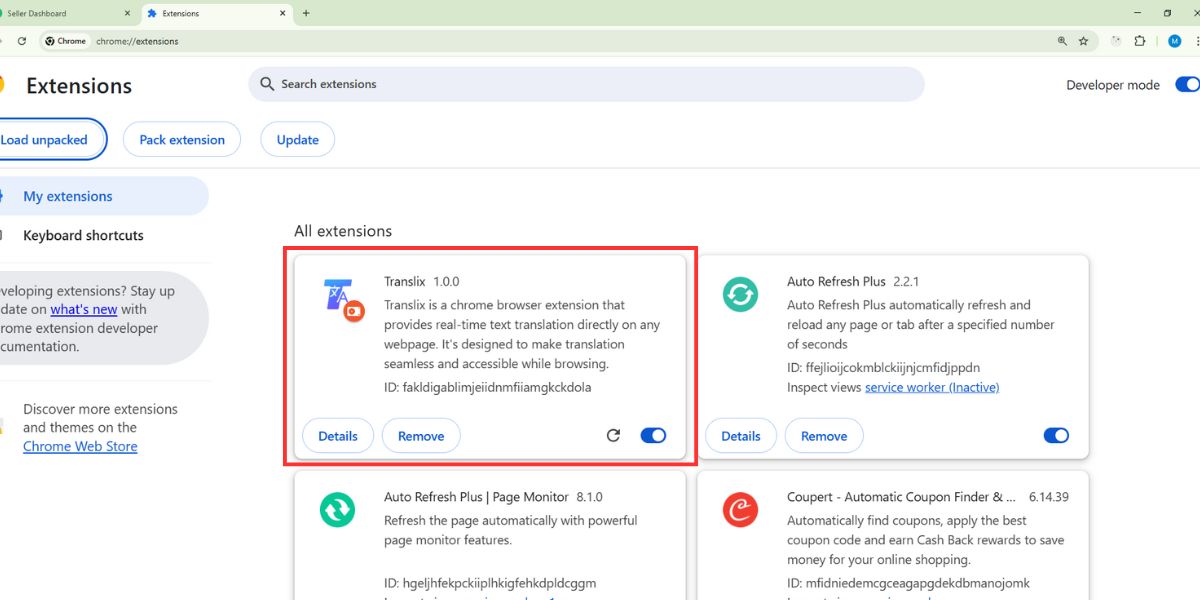 Seller Dashboard
Extensions
Chrome chrome://extensions
M
Extensions
Search extensions
Developer mode
Load unpacked
Pack extension
Update
My extensions
Keyboard shortcuts
veloping extensions? Stay up
date on what's new with
rome extension developer
cumentation.
Discover more extensions
and themes on the
Chrome Web Store
All extensions
Translix 1.0.0
Translix is a chrome browser extension that
provides real-time text translation directly on any
webpage. It's designed to make translation
seamless and accessible while browsing.
ID: fakldigablimjeiidnmfiiamgkckdola
Details
Remove
Auto Refresh Plus 2.2.1
Auto Refresh Plus automatically refresh and
reload any page or tab after a specified number
of seconds
ID: ffejlioijcokmblckiijnjcmfidjppdn
Inspect views service worker (Inactive)
Details
Remove
Auto Refresh Plus | Page Monitor 8.1.0
Refresh the page automatically with powerful
page monitor features.
ID: hgeljhfekpckiiplhkigfehkdpldcggm
Coupert - Automatic Coupon Finder & ... 6.14.39
Automatically find coupons, apply the best
coupon code and earn Cash Back rewards to save
money for your online shopping.
ID: mfidniedemcgceagapgdekdbmanojomk